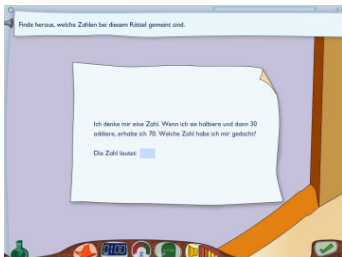 Finde heraus, welche Zahlen bei diesem Rätsel gemeint sind.
Ich denke mir eine Zahl. Wenn ich sie halbiere und dann 30
addiere, erhalte ich 70. Welche Zahl habe ich mir gedacht?
Die Zahl lautet: